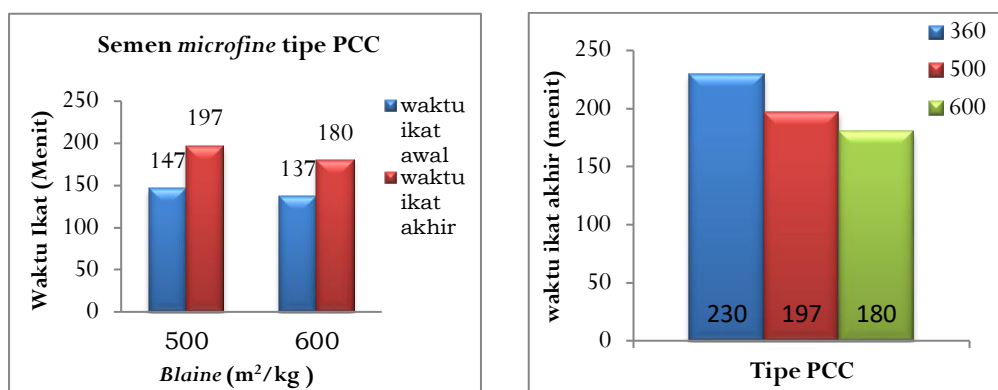 Semen microfine tipe PCC
Waktu Ikat (Menit)
250
200
150
100
50
0
147
197
137
180
500
600
Blaine (m²/kg )
waktu
ikat
awal
waktu
ikat
akhir
waktu ikat akhir (menit)
250
200
150
100
50
0
230
197
180
Tipe PCC
360
500
600